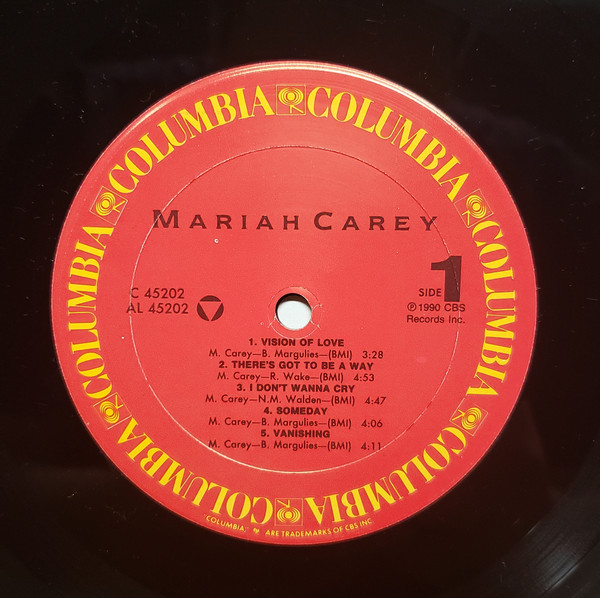 COLUMBIA COLUMBIA COLUMBIA COLUMBIA COLUMBIA COLUMBIA COLUMBIA COLUMBIA
MARIAH CAREY
C 45202
AL 45202
SIDE 1
℗ 1990 CBS
Records Inc.
1. VISION OF LOVE
M. Carey—B. Margulies—(BMI) 3:28
2. THERE'S GOT TO BE A WAY
M. Carey—R. Wake—(BMI) 4:53
3. I DON'T WANNA CRY
M. Carey—N.M. Walden—(BMI) 4:47
4. SOMEDAY
M. Carey—B. Margulies—(BMI) 4:06
5. VANISHING
M. Carey—B. Margulies—(BMI) 4:11
"COLUMBIA," ARE TRADEMARKS OF CBS INC.